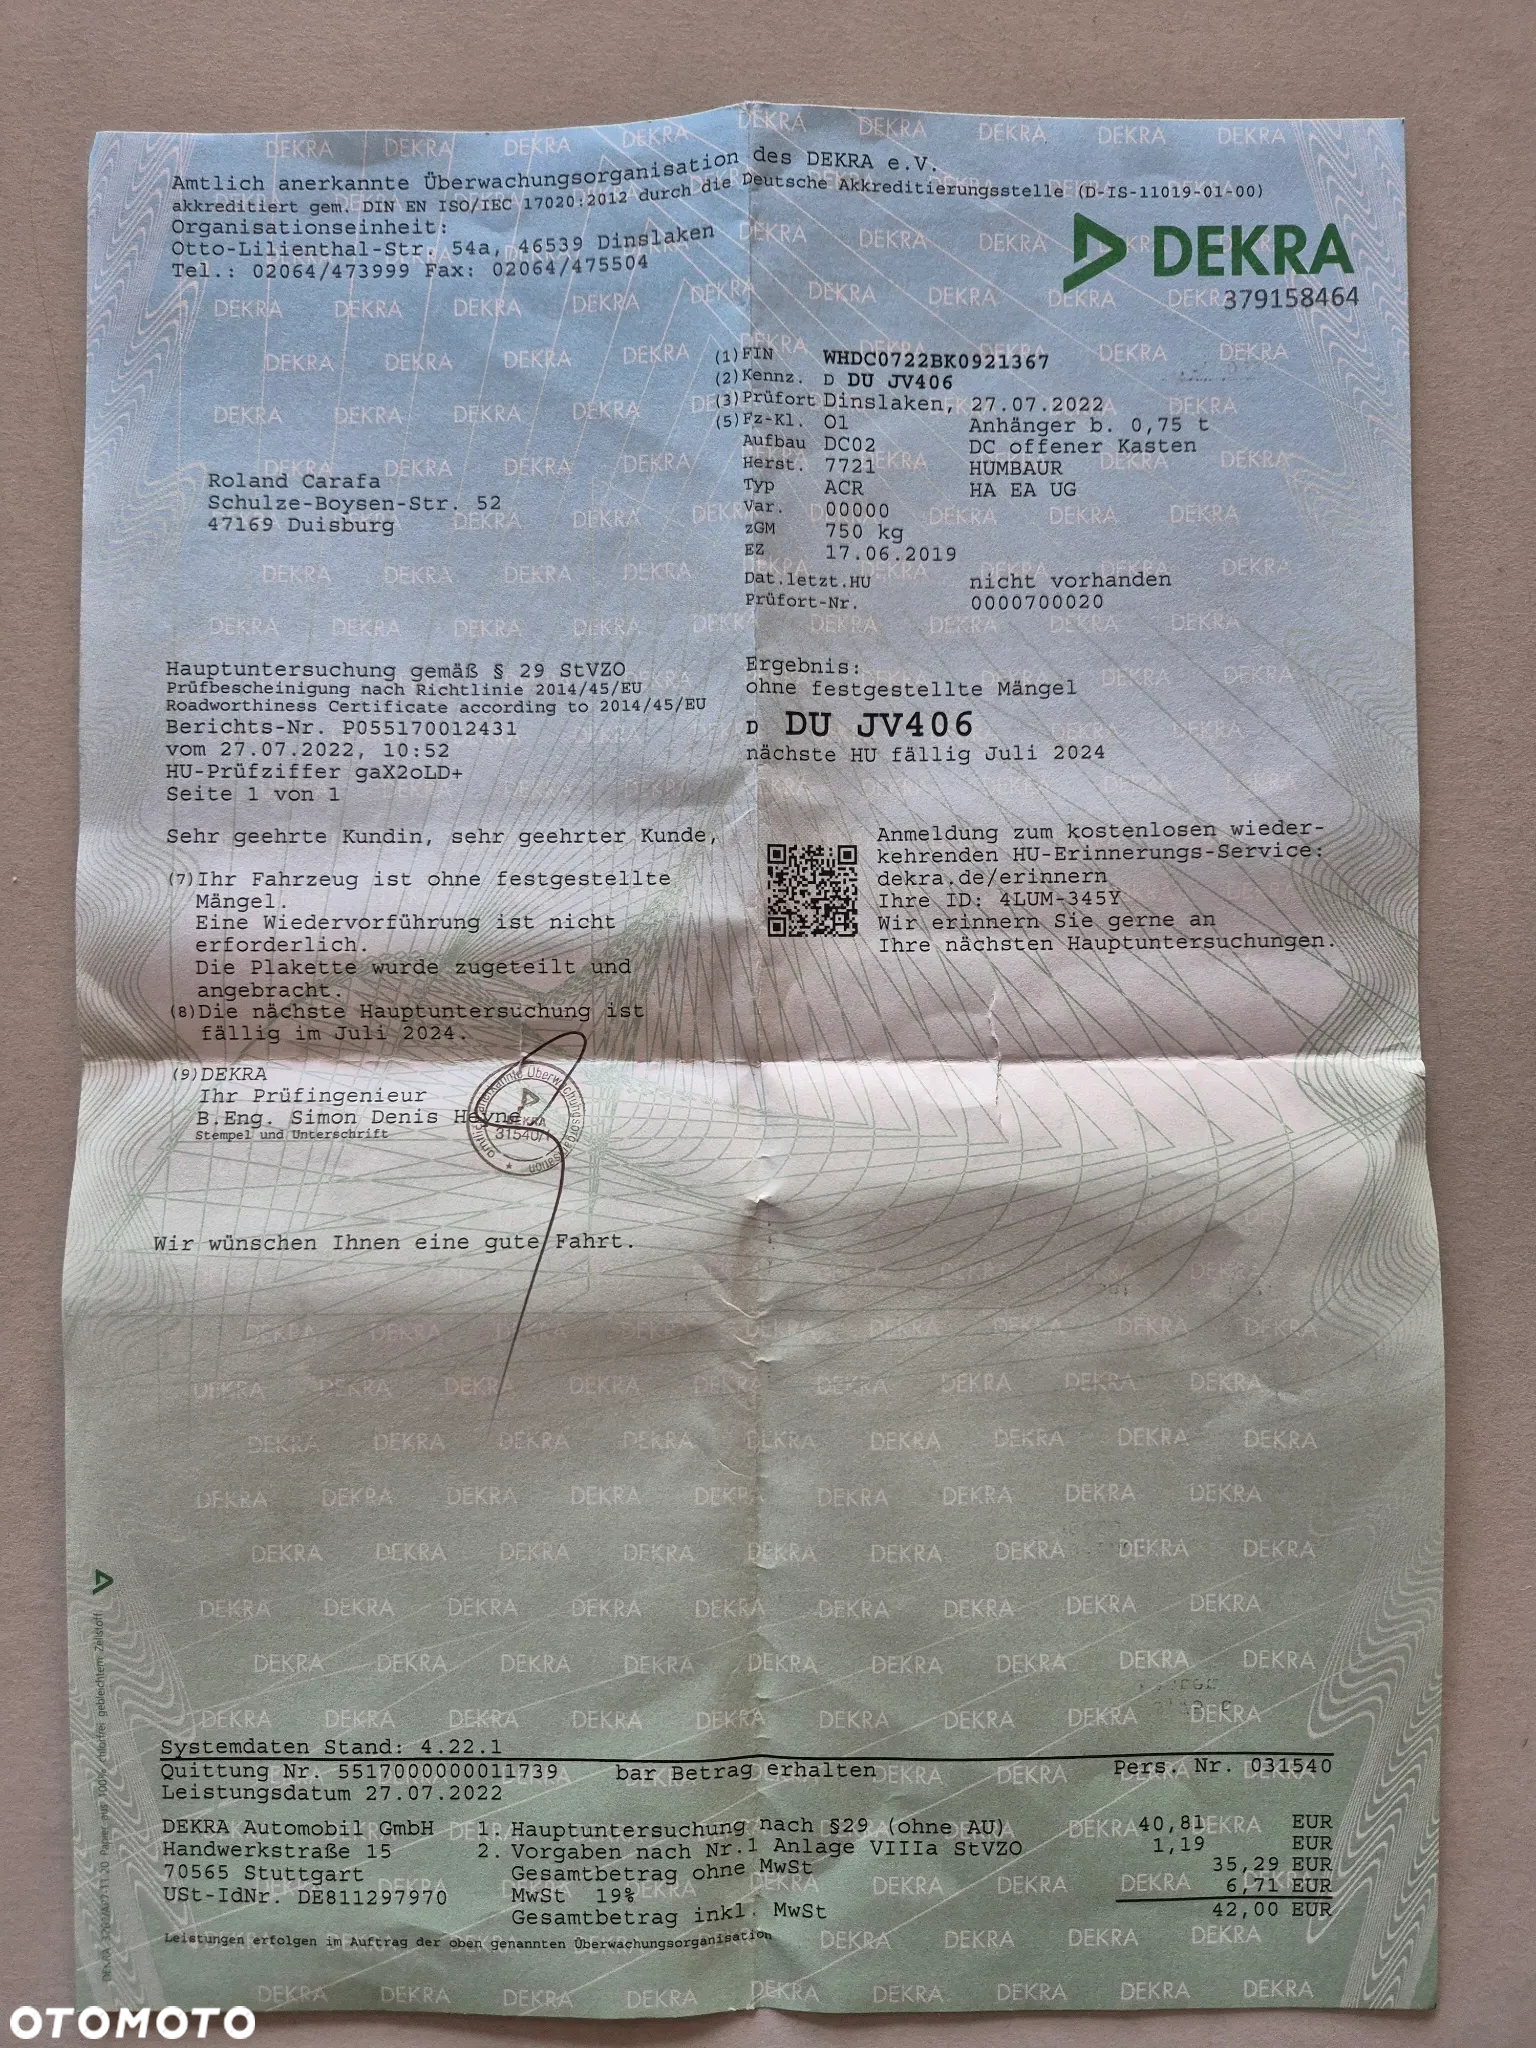 Amtlich anerkannte Überwachungsorganisation des DEKRA e.V.
akkreditiert gem. DIN EN ISO/IEC 17020:2012 durch die Deutsche Akkreditierungsstelle (D-IS-11019-01-00)
Organisationseinheit:
Otto-Lilienthal-Str. 54a, 46539 Dinslaken
Tel.: 02064/473999 Fax: 02064/475504
DEKRA
379158464
(1) FIN WHDC0722BK0921367
(2) Kennz. D DU JV406
(3) Prüfort Dinslaken, 27.07.2022
(5) Fz-Kl. O1 Anhänger b. 0,75 t
Aufbau DC02 DC offener Kasten
Herst. 7721 HUMBAUR
Typ ACR HA EA UG
Var. 00000
zGM 750 kg
EZ 17.06.2019
Dat.letzt.HU nicht vorhanden
Prüfort-Nr. 0000700020
Roland Carafa
Schulze-Boysen-Str. 52
47169 Duisburg
Hauptuntersuchung gemäß § 29 StVZO
Prüfbescheinigung nach Richtlinie 2014/45/EU
Roadworthiness Certificate according to 2014/45/EU
Berichts-Nr. P055170012431
vom 27.07.2022, 10:52
HU-Prüfziffer gaX2oLD+
Seite 1 von 1
Ergebnis:
ohne festgestellte Mängel
D DU JV406
nächste HU fällig Juli 2024
Sehr geehrte Kundin, sehr geehrter Kunde,
(7) Ihr Fahrzeug ist ohne festgestellte
Mängel.
Eine Wiedervorführung ist nicht
erforderlich.
Die Plakette wurde zugeteilt und
angebracht.
(8) Die nächste Hauptuntersuchung ist
fällig im Juli 2024.
Anmeldung zum kostenlosen wieder-
kehrenden HU-Erinnerungs-Service:
dekra.de/erinnern
Ihre ID: 4LUM-345Y
Wir erinnern Sie gerne an
Ihre nächsten Hauptuntersuchungen.
(9) DEKRA
Ihr Prüfingenieur
B.Eng. Simon Denis Heyne
Stempel und Unterschrift
Wir wünschen Ihnen eine gute Fahrt.
Systemdaten Stand: 4.22.1
Quittung Nr. 55170000000011739 bar Betrag erhalten Pers. Nr. 031540
Leistungsdatum 27.07.2022
DEKRA Automobil GmbH
Handwerkstraße 15
70565 Stuttgart
USt-IdNr. DE811297970
1. Hauptuntersuchung nach §29 (ohne AU) 40,81 EUR
2. Vorgaben nach Nr.1 Anlage VIIIa StVZO 1,19 EUR
Gesamtbetrag ohne MwSt 35,29 EUR
MwSt 19% 6,71 EUR
Gesamtbetrag inkl. MwSt 42,00 EUR
Leistungen erfolgen im Auftrag der oben genannten Überwachungsorganisation
OTOMOTO